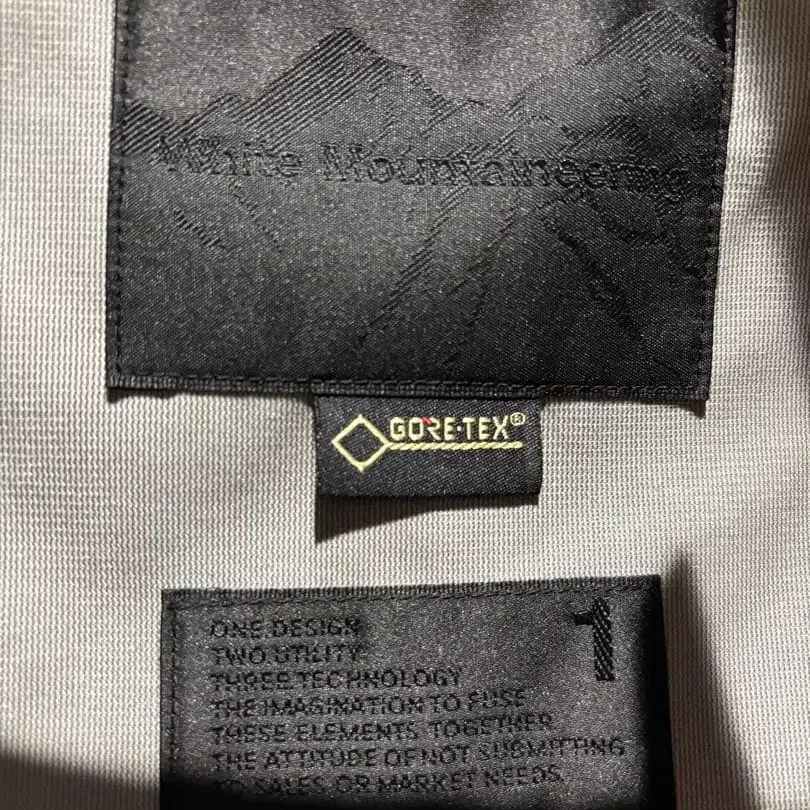 White Mountaineering
GORE-TEX®
1
ONE DESIGN
TWO UTILITY
THREE TECHNOLOGY
THE IMAGINATION TO FUSE
THESE ELEMENTS TOGETHER
THE ATTITUDE OF NOT SUBMITTING
TO SALES OR MARKET NEEDS.